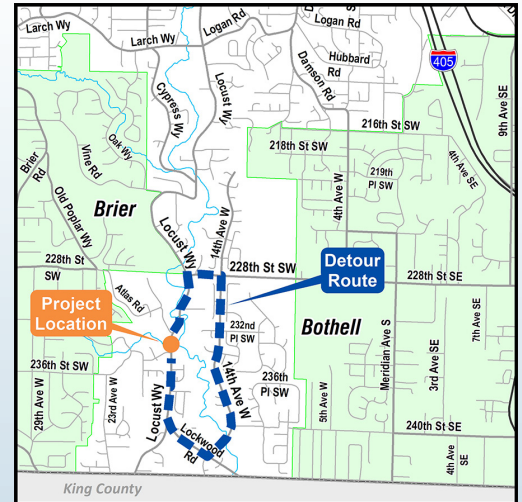 Larch Wy
Larch Wy
Logan Rd
Logan Rd
Damson Rd
Hubbard
Rd
405
9th Ave SE
Cypress Wy
Locust Wy
216th St SW
218th St SW
Oak Wy
Vine Rd
Brier
Rd
Old Poplar Wy
219th
Pl SW
4th Ave SE
4th Ave W
Brier
Locust Wy
14th Ave W
228th St
SW
228th St SW
228th St SE
Detour
Route
Project
Location
Atlas Rd
232nd
Pl SW
Bothell
Meridian Ave S
3rd Ave SE
7th Ave SE
236th St SW
29th Ave W
23rd Ave W
Locust Wy
14th Ave W
236th
Pl SW
5th Ave W
Lockwood
Rd
240th St SE
4th Ave
SE
King County